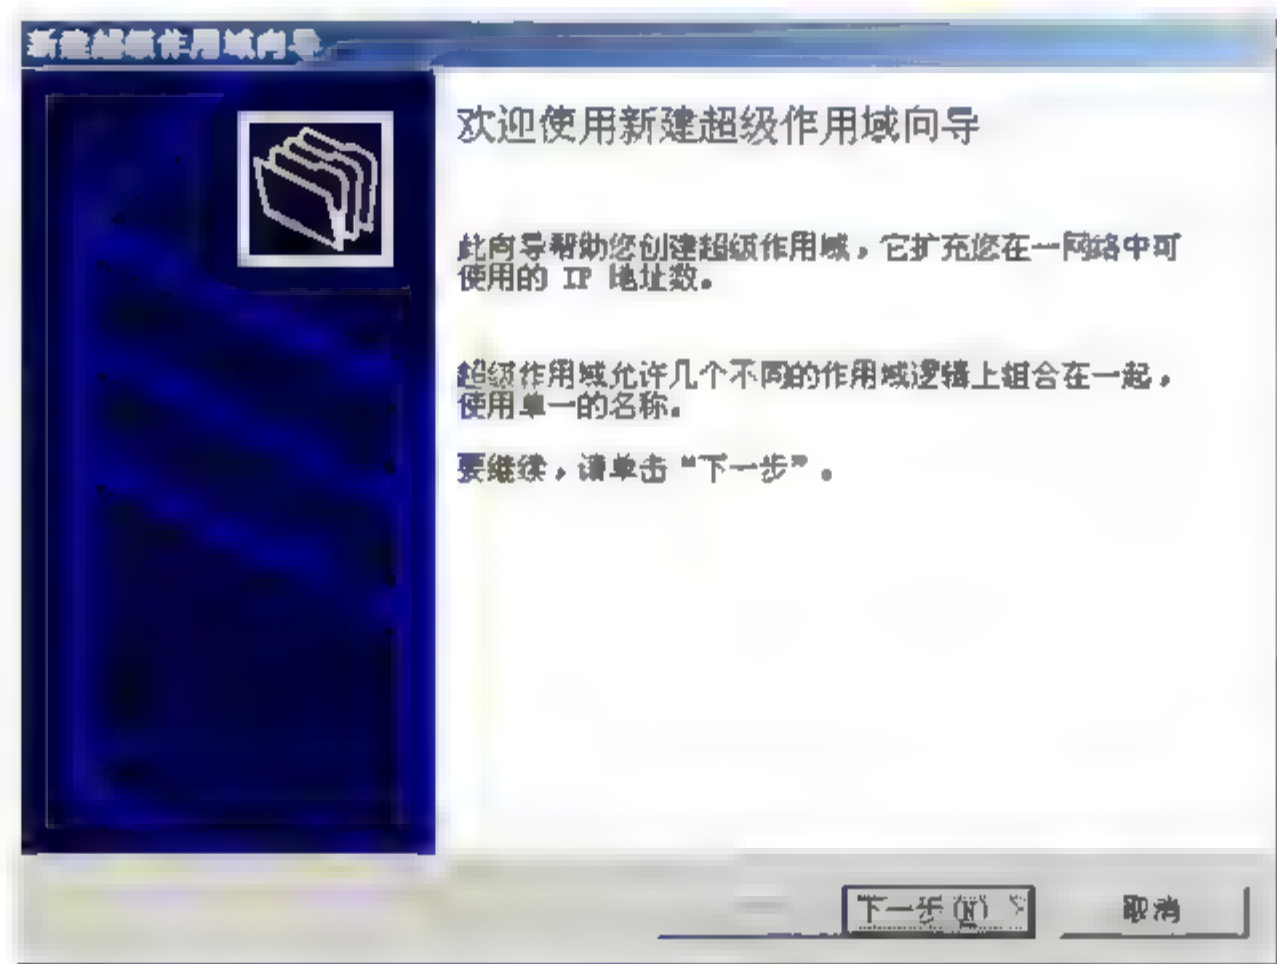 新建超级作用域向导
欢迎使用新建超级作用域向导
此向导帮助您创建超级作用域，它扩充您在一网络中可
使用的 IP 地址数。
超级作用域允许几个不同的作用域逻辑上组合在一起，
使用单一的名称。
要继续，请单击“下一步”。
下一步(N) >
取消